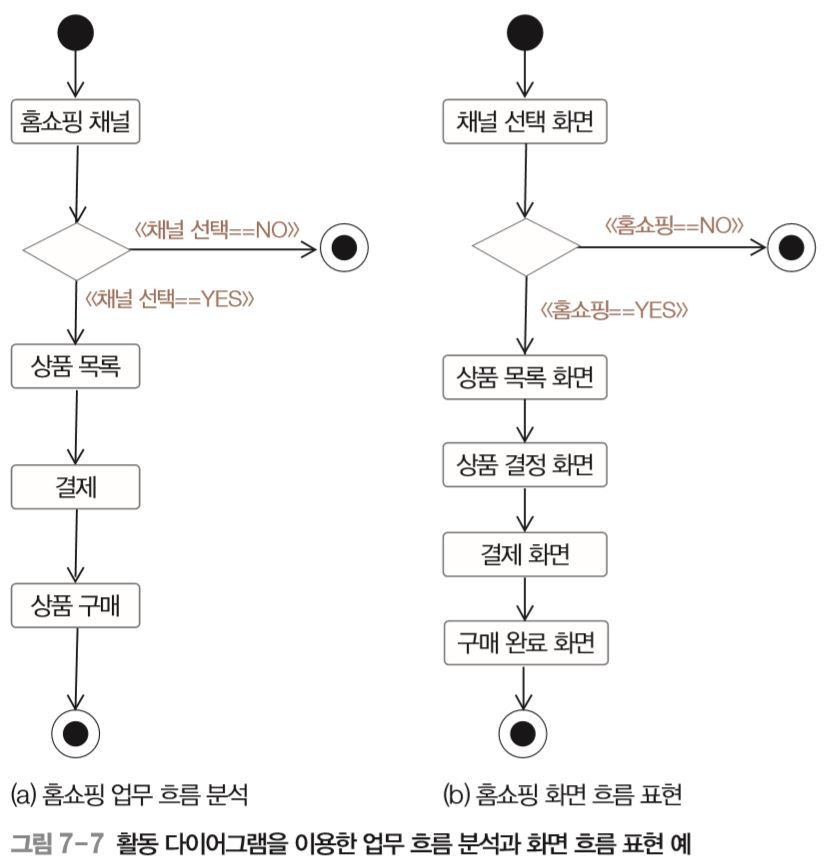 홈쇼핑 채널
《채널 선택==NO》
《채널 선택==YES》
상품 목록
결제
상품 구매
(a) 홈쇼핑 업무 흐름 분석
채널 선택 화면
《홈쇼핑==NO》
《홈쇼핑==YES》
상품 목록 화면
상품 결정 화면
결제 화면
구매 완료 화면
(b) 홈쇼핑 화면 흐름 표현
그림 7-7 활동 다이어그램을 이용한 업무 흐름 분석과 화면 흐름 표현 예